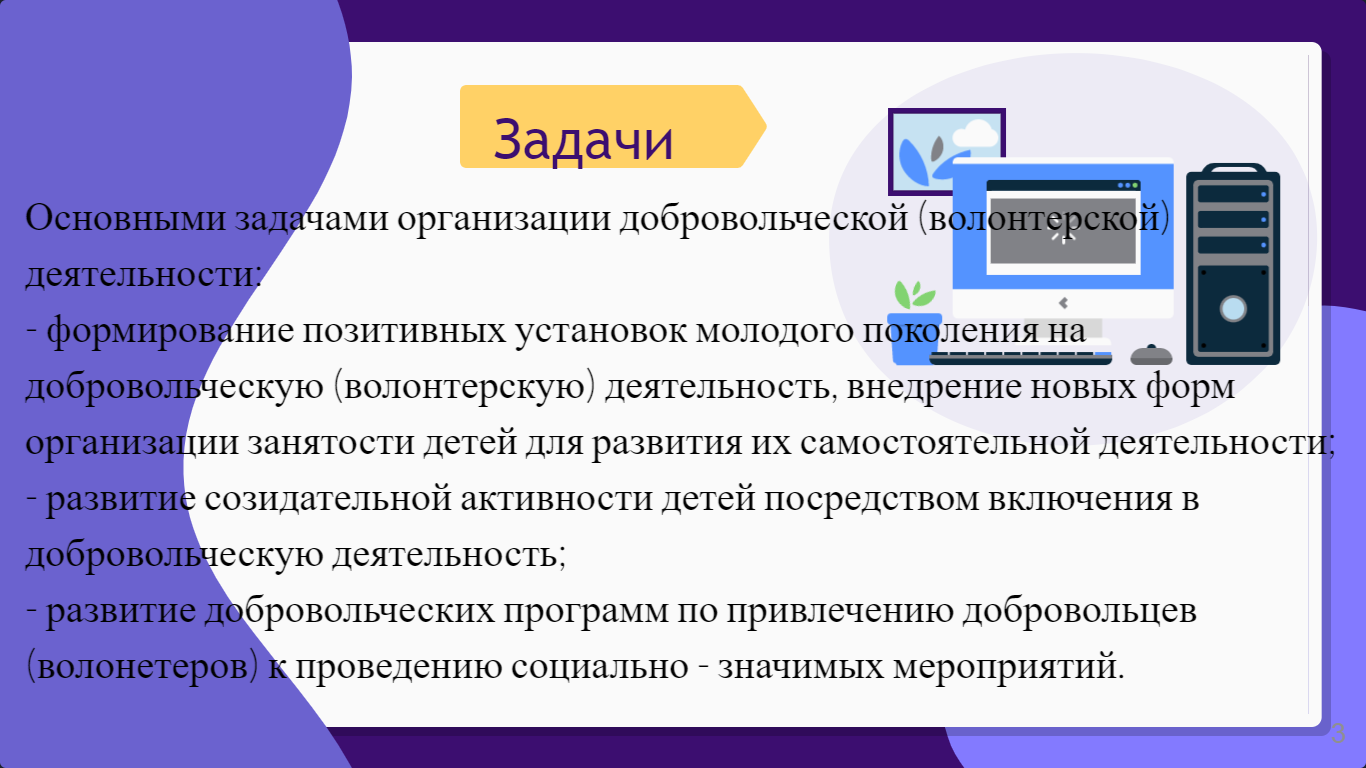 Задачи
Основными задачами организации добровольческой (волонтерской)
деятельности:
- формирование позитивных установок молодого поколения на
добровольческую (волонтерскую) деятельность, внедрение новых форм
организации занятости детей для развития их самостоятельной деятельности;
- развитие созидательной активности детей посредством включения в
добровольческую деятельность;
- развитие добровольческих программ по привлечению добровольцев
(волонетеров) к проведению социально - значимых мероприятий.
3